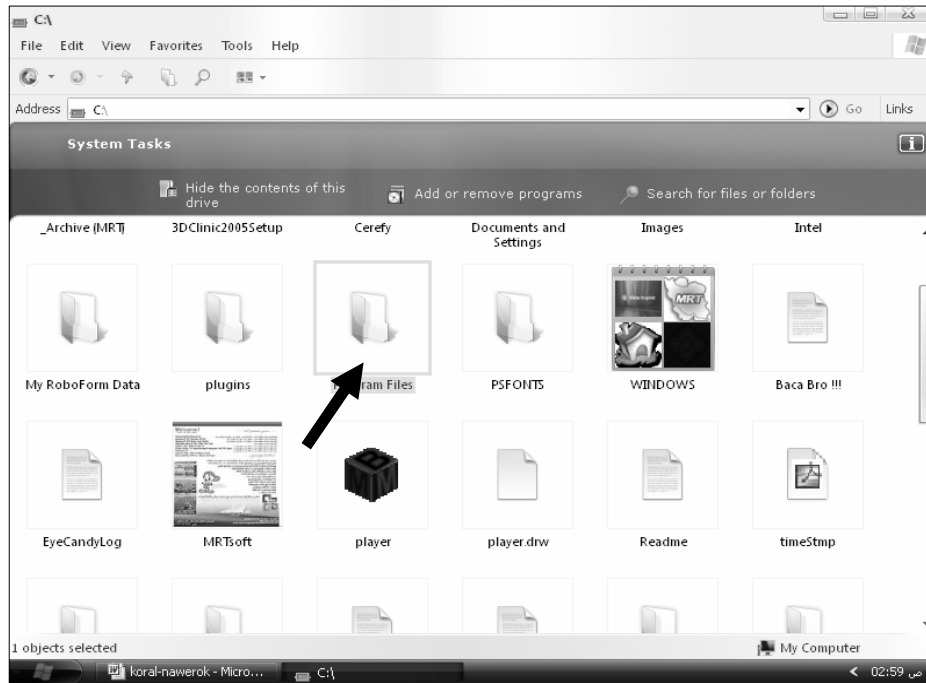 C:\
File Edit View Favorites Tools Help
Address C:\ Go Links
System Tasks
Hide the contents of this
drive
Add or remove programs
Search for files or folders
_Archive (MRT)
3DClinic2005Setup
Cerefy
Documents and
Settings
Images
Intel
MRT
My RoboForm Data
plugins
ram Files
PSFONTS
WINDOWS
Baca Bro !!!
EyeCandyLog
MRTsoft
player
player.drw
Readme
timeStmp
1 objects selected
My Computer
koral-nawerok - Micro...
C:\
02:59 ص